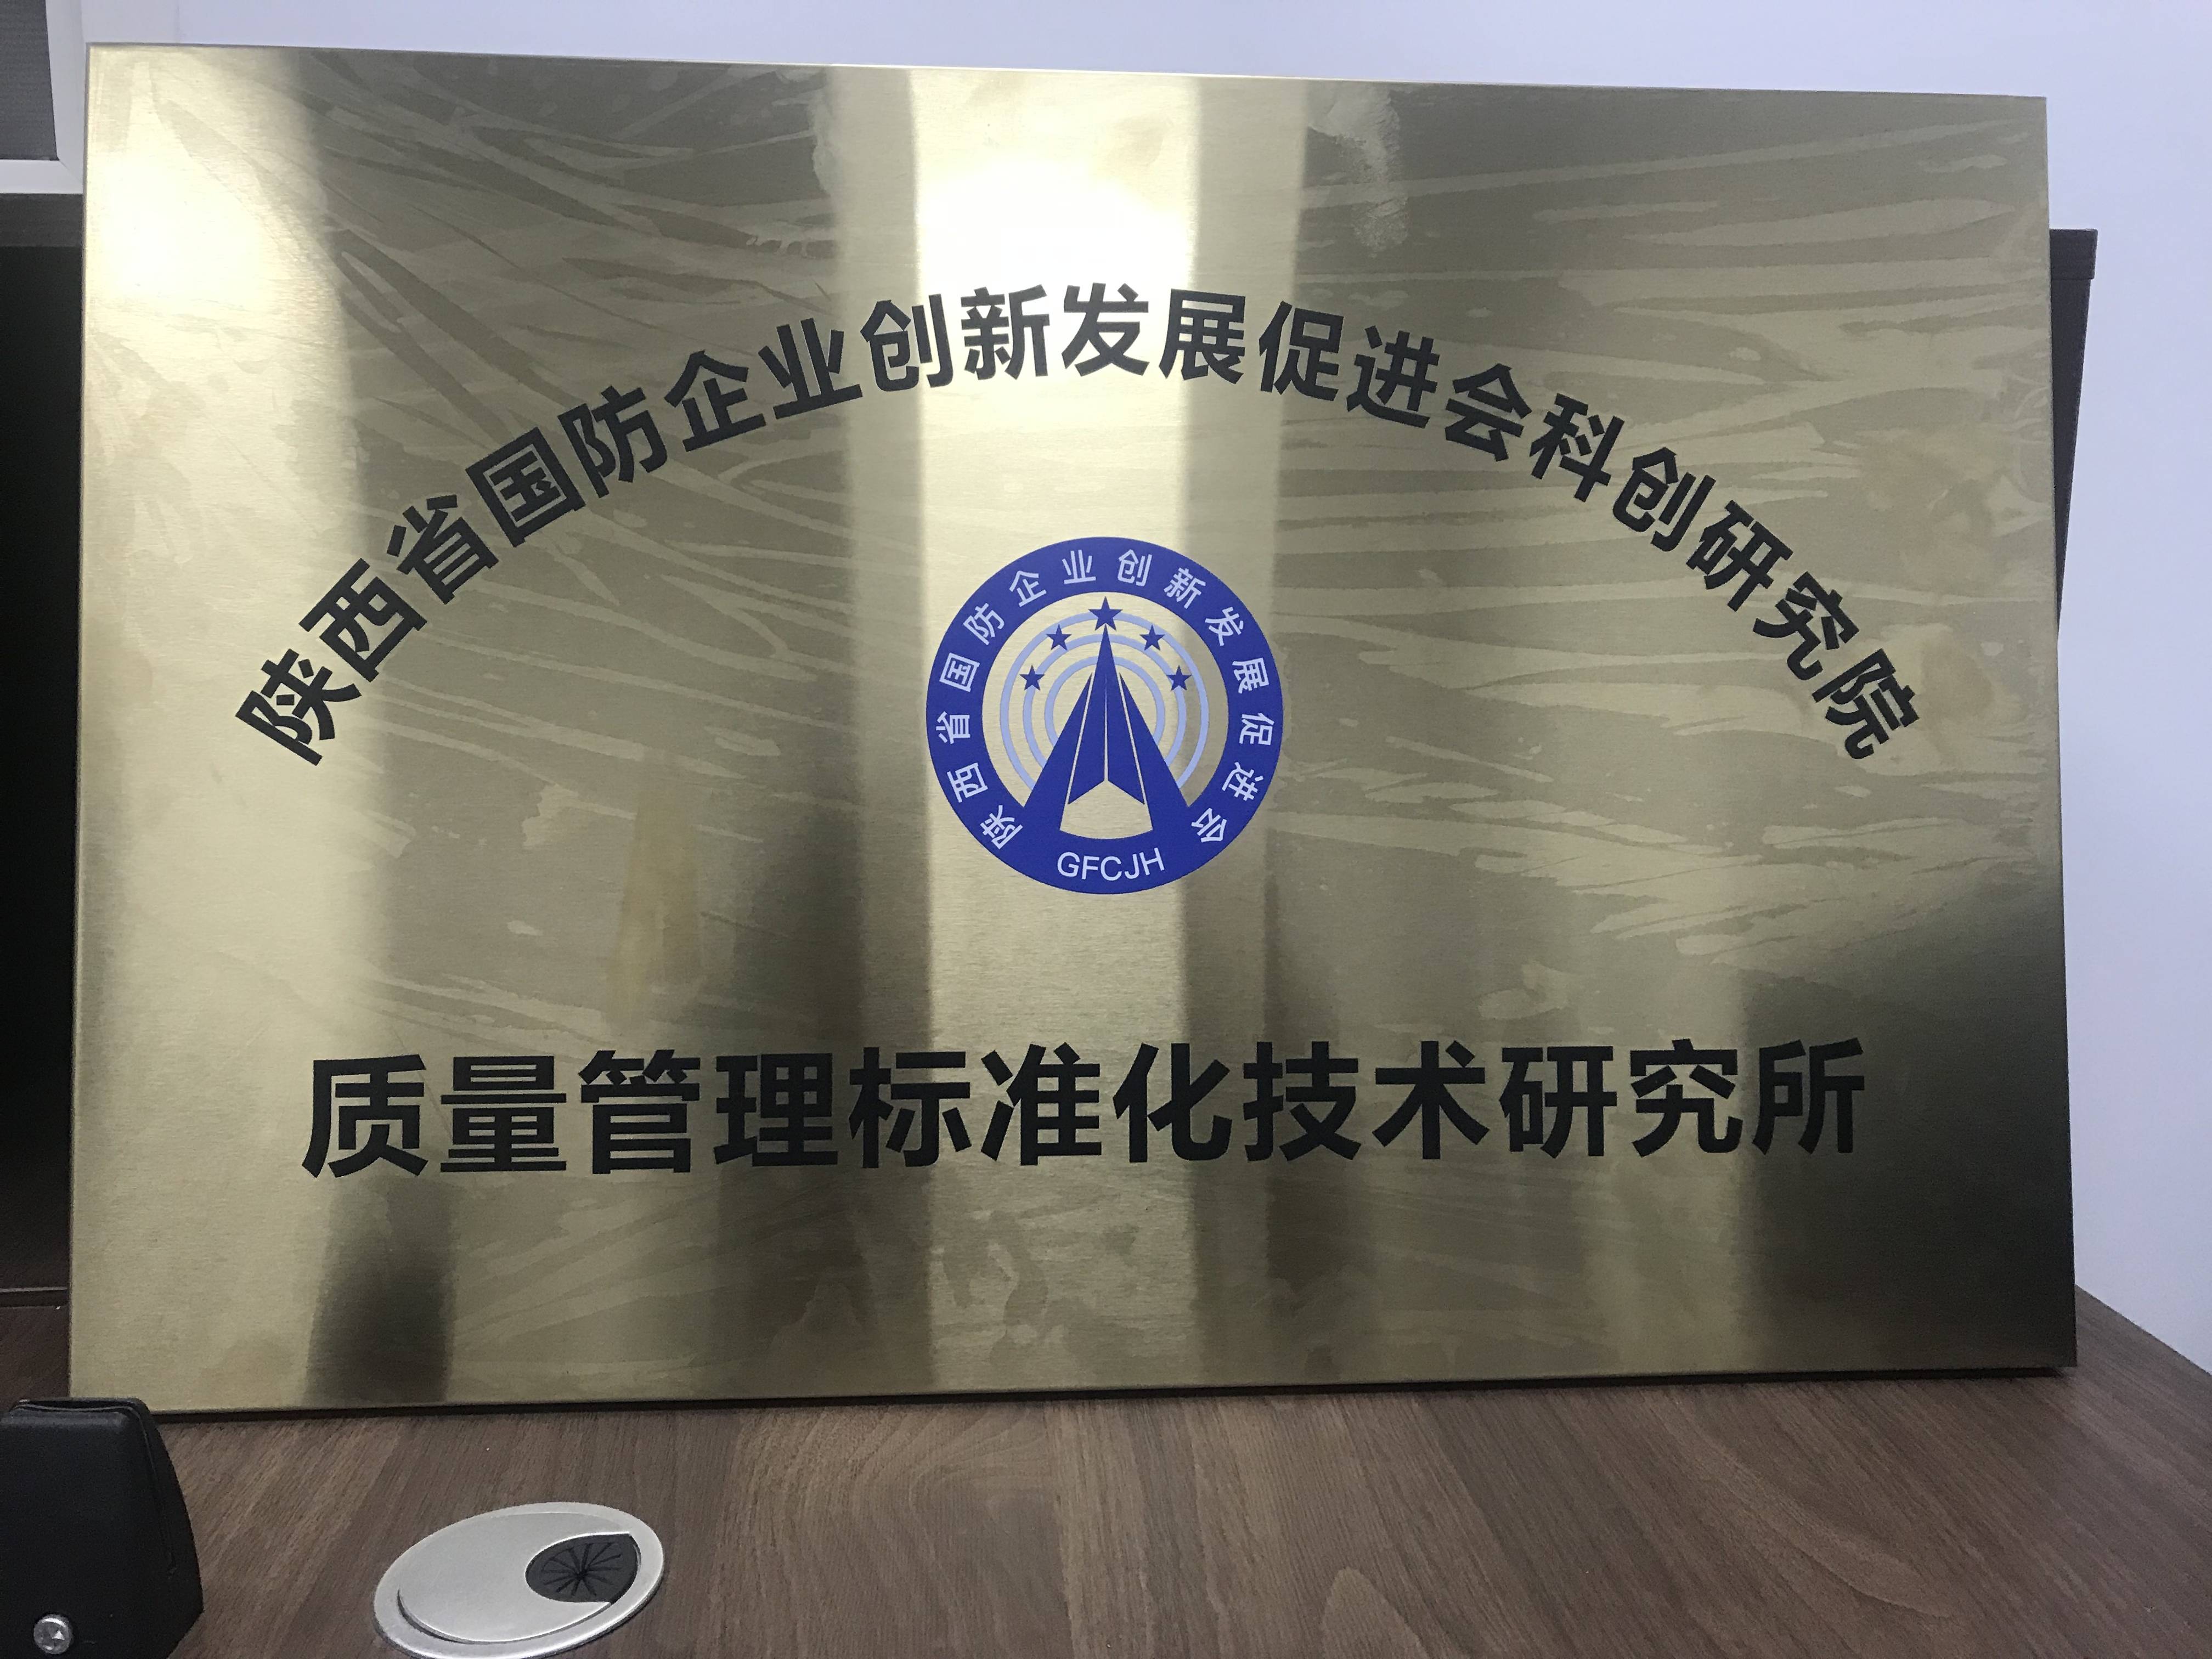 陕西省国防企业创新发展促进会科创研究院
陕西省国防企业创新发展促进会
GFCJH
质量管理标准化技术研究所